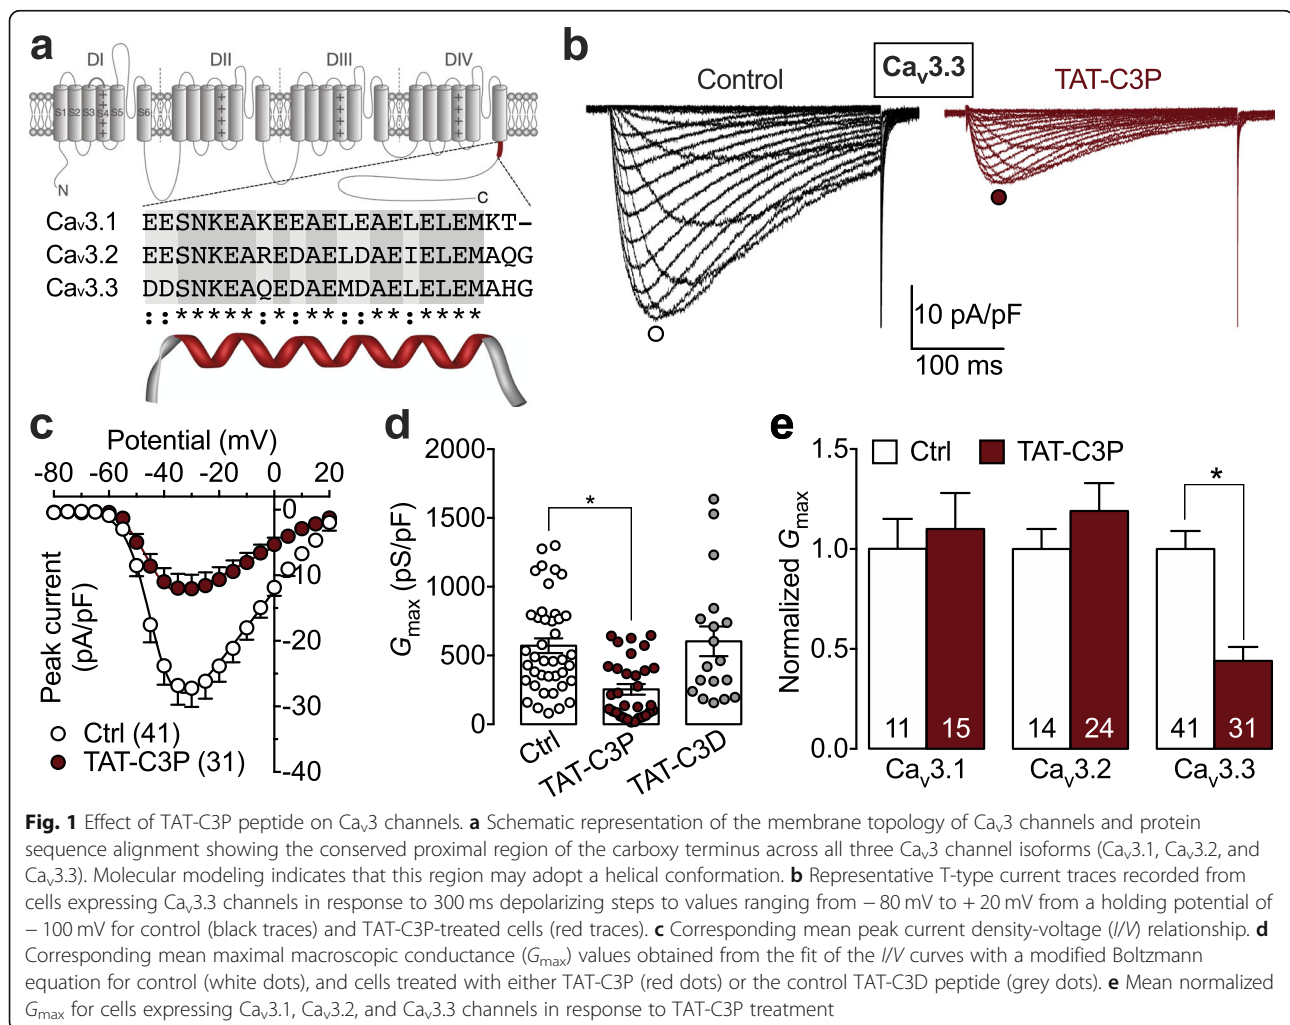 a
DI
DII
DIII
DIV
S1 S2 S3 S4 S5 S6
+
+
+
+
N
C
Cav3.1 EESNKEAKEEAELEAELELEMKT-
Cav3.2 EESNKEAREDAELDAEIELEMAQG
Cav3.3 DDSNKEAQEDAEMDAELELEMAHG
::*****:*:**::**:****
b
Control
Cav3.3
TAT-C3P
10 pA/pF
100 ms
c
Potential (mV)
-80 -60 -40 -20 0 20
0
-10
-20
-30
-40
Peak current
(pA/pF)
Ctrl (41)
TAT-C3P (31)
d
Gmax (pS/pF)
2000
1500
1000
500
0
*
Ctrl
TAT-C3P
TAT-C3D
e
Normalized Gmax
1.5
1.0
0.5
0.0
Ctrl
TAT-C3P
*
11 15 14 24 41 31
Cav3.1 Cav3.2 Cav3.3
Fig. 1 Effect of TAT-C3P peptide on Cav3 channels. a Schematic representation of the membrane topology of Cav3 channels and protein
sequence alignment showing the conserved proximal region of the carboxy terminus across all three Cav3 channel isoforms (Cav3.1, Cav3.2, and
Cav3.3). Molecular modeling indicates that this region may adopt a helical conformation. b Representative T-type current traces recorded from
cells expressing Cav3.3 channels in response to 300 ms depolarizing steps to values ranging from − 80 mV to + 20 mV from a holding potential of
− 100 mV for control (black traces) and TAT-C3P-treated cells (red traces). c Corresponding mean peak current density-voltage (I/V) relationship. d
Corresponding mean maximal macroscopic conductance (Gmax) values obtained from the fit of the I/V curves with a modified Boltzmann
equation for control (white dots), and cells treated with either TAT-C3P (red dots) or the control TAT-C3D peptide (grey dots). e Mean normalized
Gmax for cells expressing Cav3.1, Cav3.2, and Cav3.3 channels in response to TAT-C3P treatment